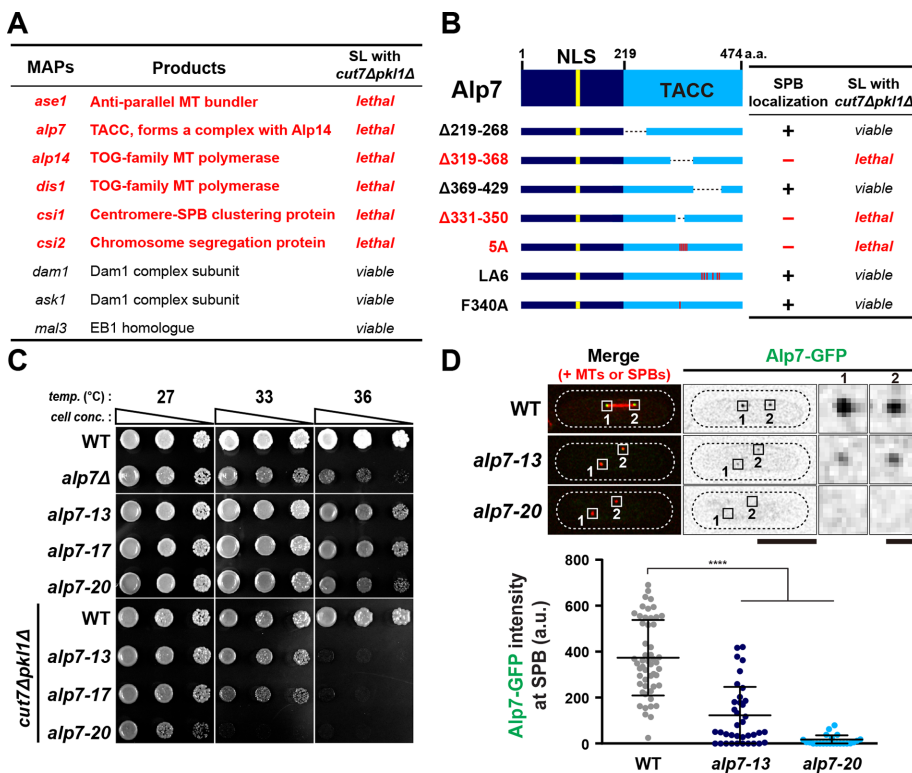 A
MAPs Products SL with cut7Δpkl1Δ
ase1 Anti-parallel MT bundler lethal
alp7 TACC, forms a complex with Alp14 lethal
alp14 TOG-family MT polymerase lethal
dis1 TOG-family MT polymerase lethal
csi1 Centromere-SPB clustering protein lethal
csi2 Chromosome segregation protein lethal
dam1 Dam1 complex subunit viable
ask1 Dam1 complex subunit viable
mal3 EB1 homologue viable
B
1 NLS 219 474 a.a.
Alp7 TACC
SPB localization SL with cut7Δpkl1Δ
Δ219-268 + viable
Δ319-368 − lethal
Δ369-429 + viable
Δ331-350 − lethal
5A − lethal
LA6 + viable
F340A + viable
C
temp. (°C) : 27 33 36
cell conc. :
WT
alp7Δ
alp7-13
alp7-17
alp7-20
cut7Δpkl1Δ
WT
alp7-13
alp7-17
alp7-20
D
Merge Alp7-GFP
(+ MTs or SPBs) 1 2
WT 1 2
alp7-13 1 2 1 2
alp7-20 1 2 1 2
****
Alp7-GFP intensity
at SPB (a.u.)
800
600
400
200
0
WT alp7-13 alp7-20